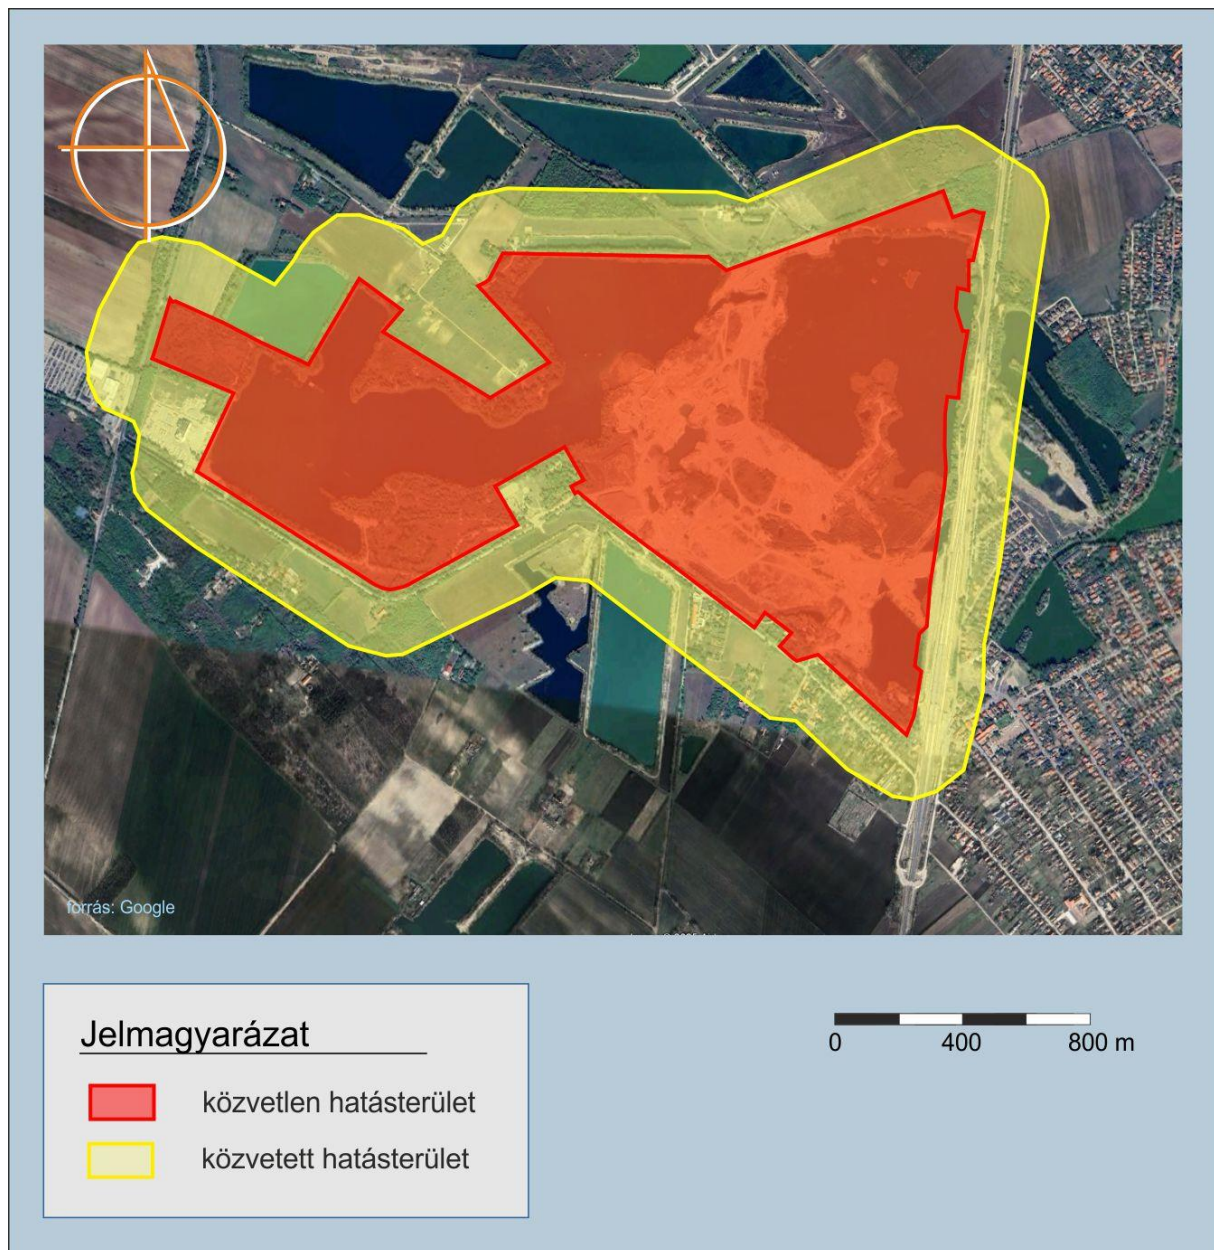 forrás: Google
Jelmagyarázat
közvetlen hatásterület
közvetett hatásterület
0 400 800 m